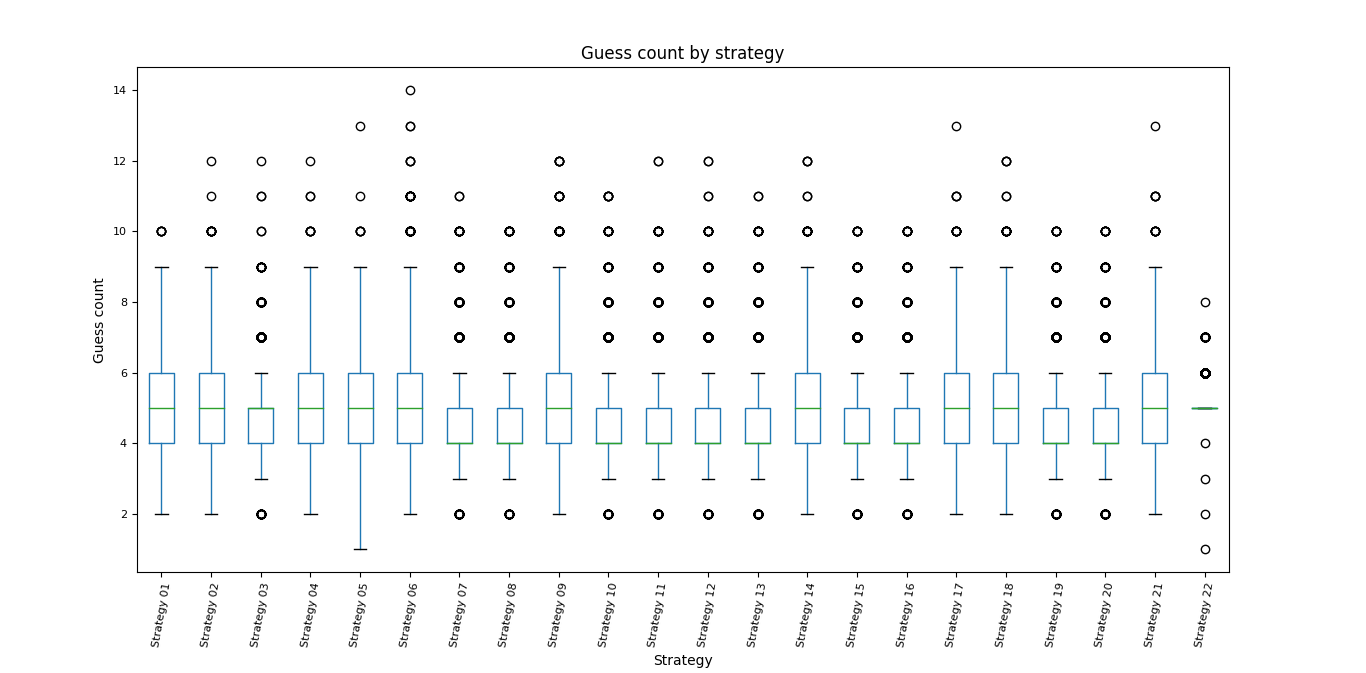 Guess count by strategy
14
12
10
8
6
4
2
Guess count
Strategy 01
Strategy 02
Strategy 03
Strategy 04
Strategy 05
Strategy 06
Strategy 07
Strategy 08
Strategy 09
Strategy 10
Strategy 11
Strategy 12
Strategy 13
Strategy 14
Strategy 15
Strategy 16
Strategy 17
Strategy 18
Strategy 19
Strategy 20
Strategy 21
Strategy 22
Strategy